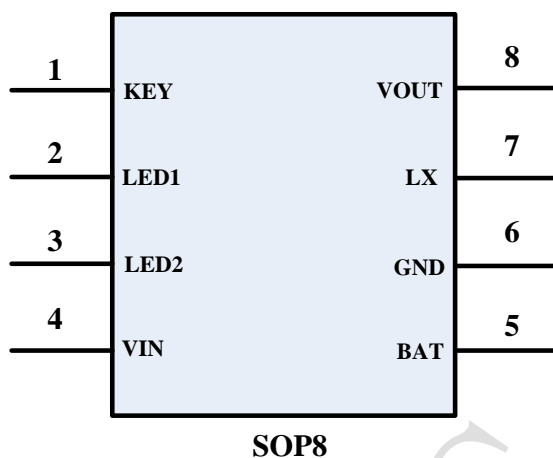 1 KEY VOUT 8
2 LED1 LX 7
3 LED2 GND 6
4 VIN BAT 5
SOP8